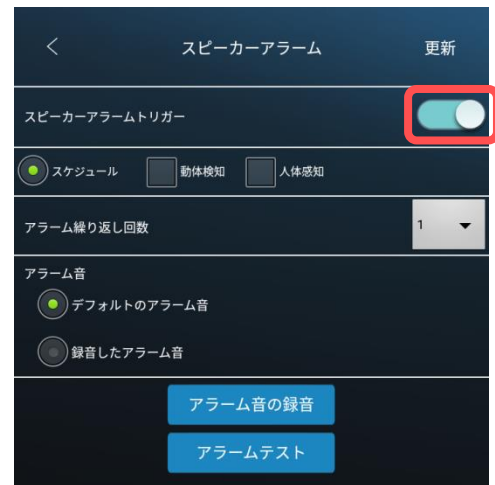 スピーカーアラーム 更新
スピーカーアラームトリガー
スケジュール 動体検知 人体感知
アラーム繰り返し回数 1
アラーム音
デフォルトのアラーム音
録音したアラーム音
アラーム音の録音
アラームテスト